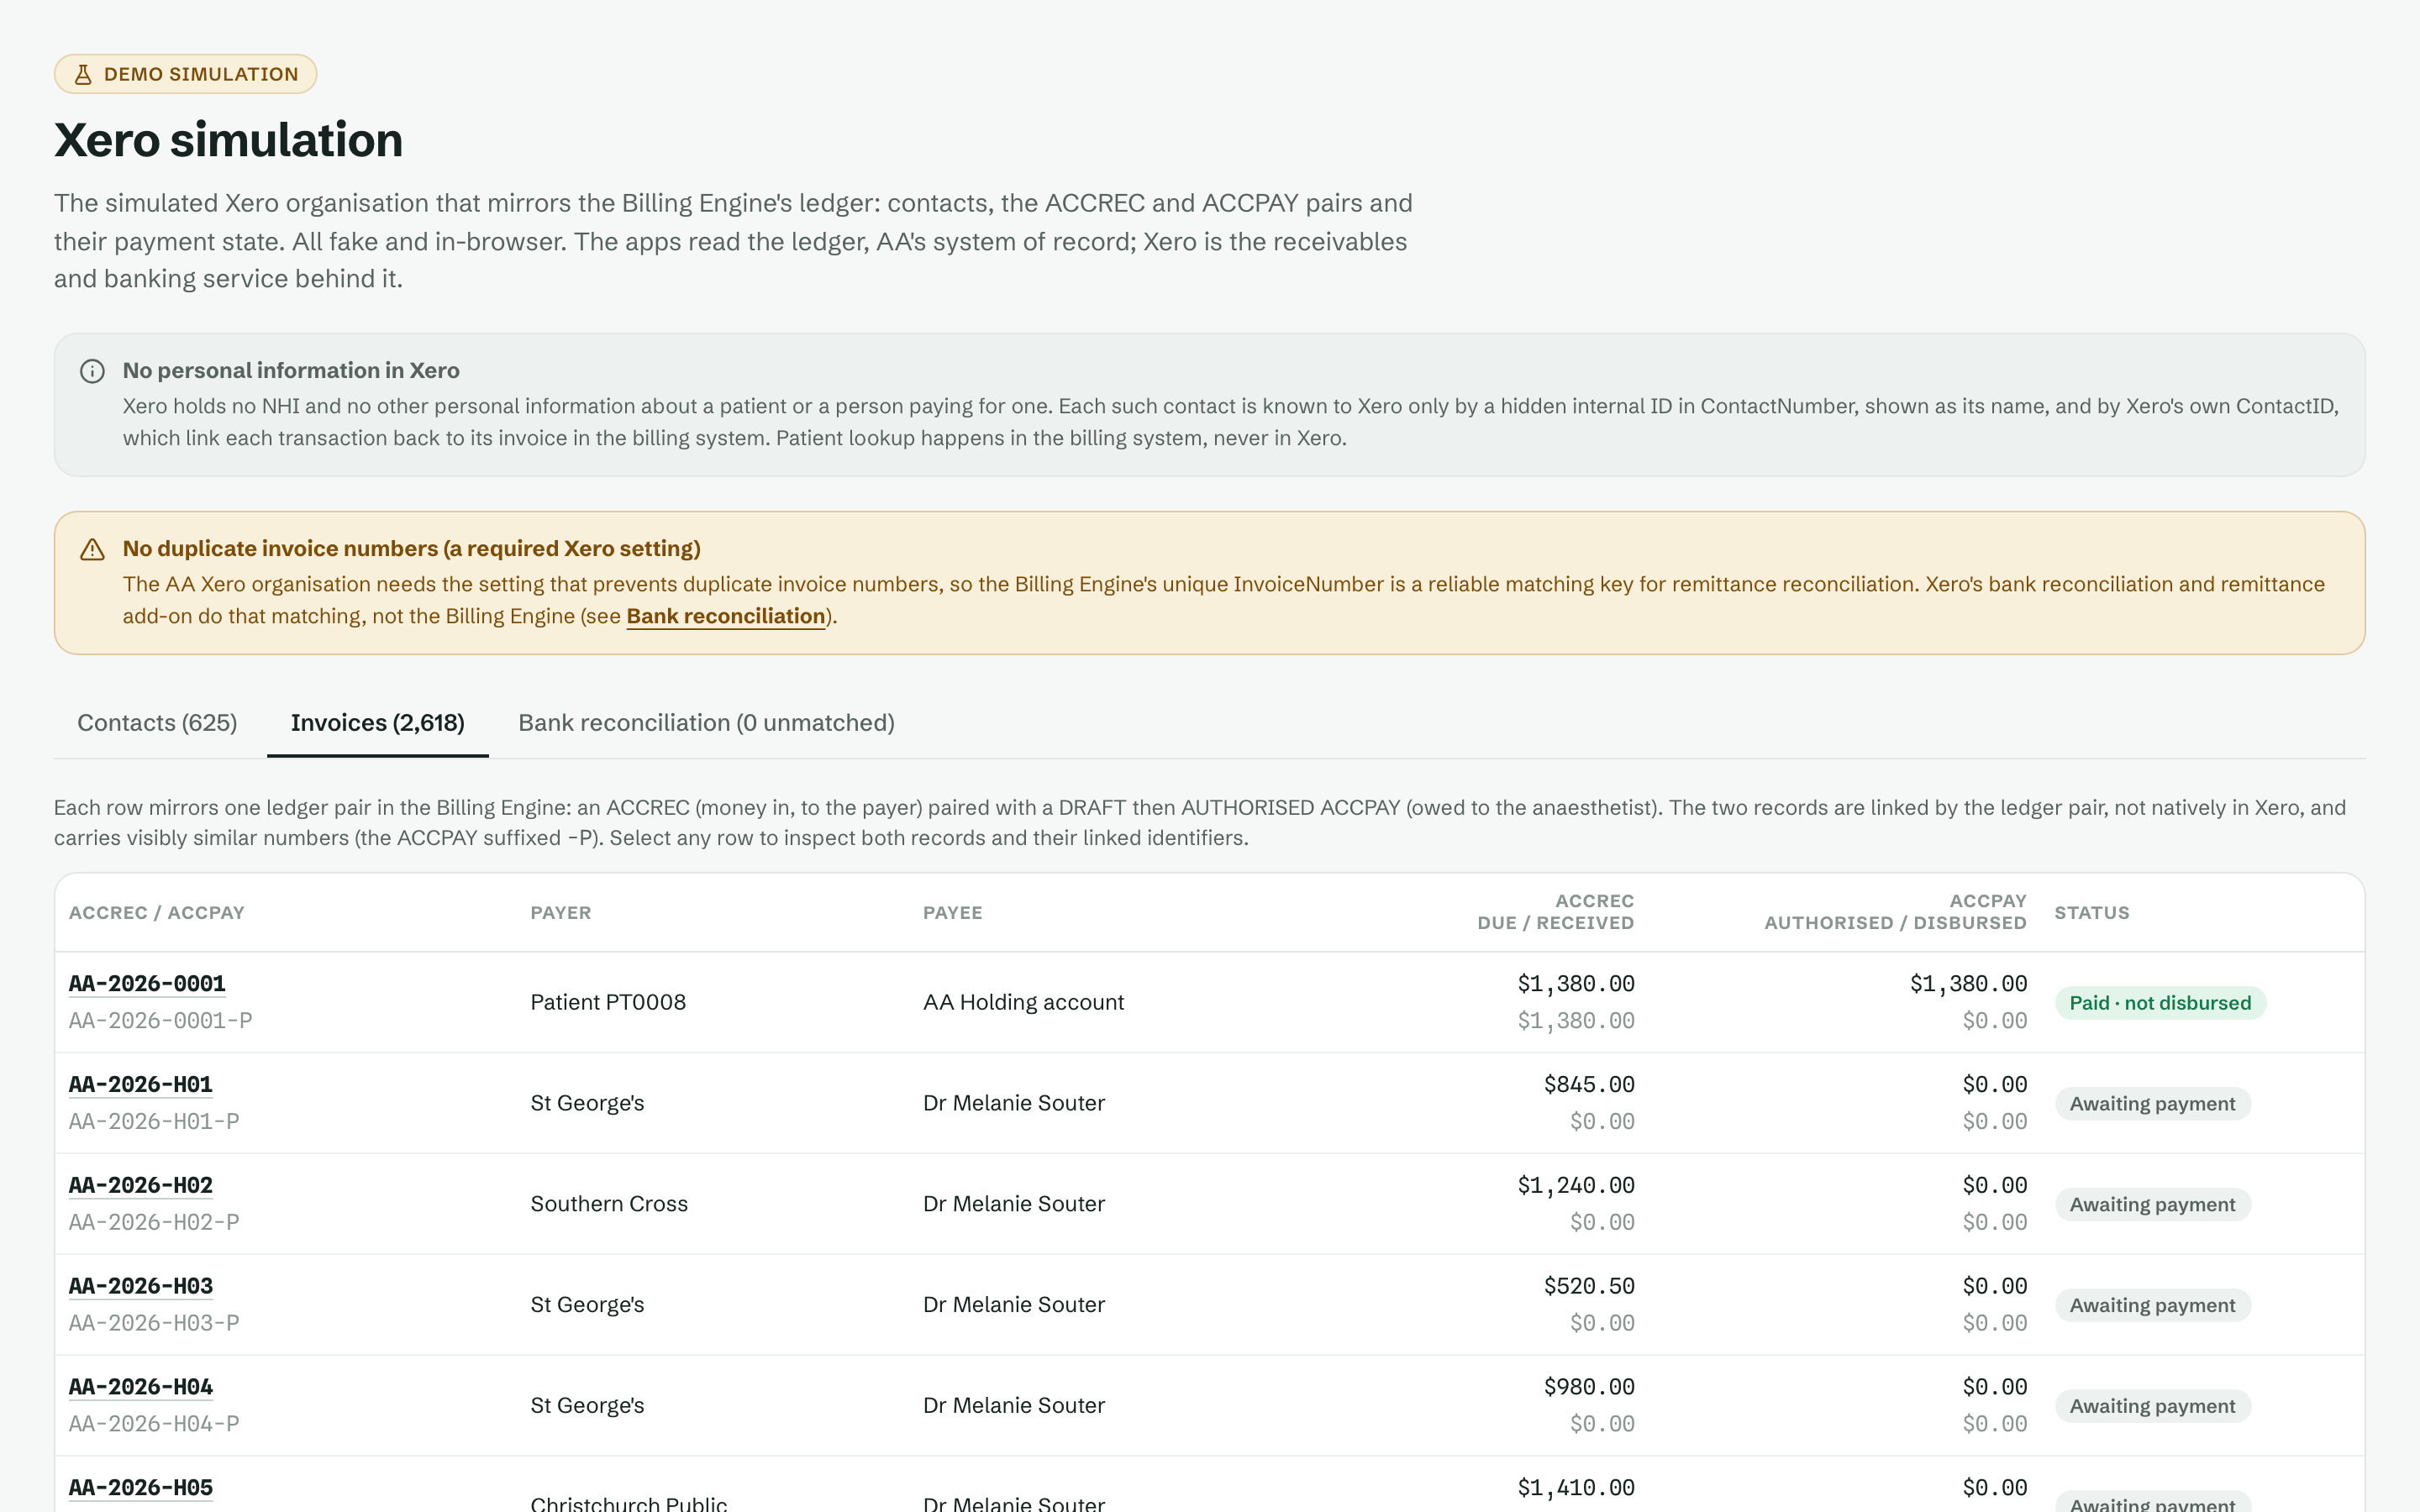 DEMO SIMULATION
Xero simulation
The simulated Xero organisation that mirrors the Billing Engine's ledger: contacts, the ACCREC and ACCPAY pairs and
their payment state. All fake and in-browser. The apps read the ledger, AA's system of record; Xero is the receivables
and banking service behind it.
No personal information in Xero
Xero holds no NHI and no other personal information about a patient or a person paying for one. Each such contact is known to Xero only by a hidden internal ID in ContactNumber, shown as its name, and by Xero's own ContactID,
which link each transaction back to its invoice in the billing system. Patient lookup happens in the billing system, never in Xero.
No duplicate invoice numbers (a required Xero setting)
The AA Xero organisation needs the setting that prevents duplicate invoice numbers, so the Billing Engine's unique InvoiceNumber is a reliable matching key for remittance reconciliation. Xero's bank reconciliation and remittance
add-on do that matching, not the Billing Engine (see Bank reconciliation).
Contacts (625) Invoices (2,618) Bank reconciliation (0 unmatched)
Each row mirrors one ledger pair in the Billing Engine: an ACCREC (money in, to the payer) paired with a DRAFT then AUTHORISED ACCPAY (owed to the anaesthetist). The two records are linked by the ledger pair, not natively in Xero, and
carries visibly similar numbers (the ACCPAY suffixed -P). Select any row to inspect both records and their linked identifiers.
ACCREC / ACCPAY PAYER PAYEE ACCREC DUE / RECEIVED ACCPAY AUTHORISED / DISBURSED STATUS
AA-2026-0001 $1,380.00 $1,380.00
Patient PT0008 AA Holding account Paid · not disbursed
AA-2026-0001-P $1,380.00 $0.00
AA-2026-H01 $845.00 $0.00
St George's Dr Melanie Souter Awaiting payment
AA-2026-H01-P $0.00 $0.00
AA-2026-H02 $1,240.00 $0.00
Southern Cross Dr Melanie Souter Awaiting payment
AA-2026-H02-P $0.00 $0.00
AA-2026-H03 $520.50 $0.00
St George's Dr Melanie Souter Awaiting payment
AA-2026-H03-P $0.00 $0.00
AA-2026-H04 $980.00 $0.00
St George's Dr Melanie Souter Awaiting payment
AA-2026-H04-P $0.00 $0.00
AA-2026-H05 $1,410.00 $0.00
Christchurch Public Dr Melanie Souter Awaiting payment